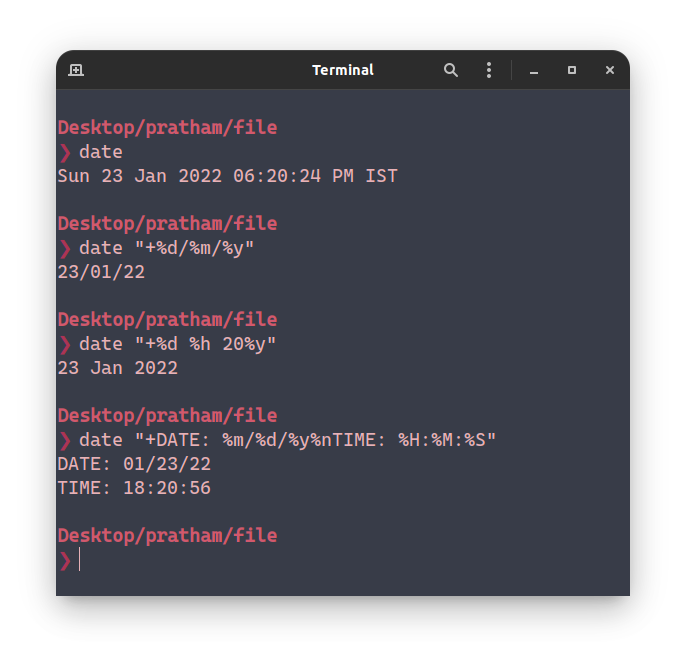 Terminal
Desktop/pratham/file
❯ date
Sun 23 Jan 2022 06:20:24 PM IST
Desktop/pratham/file
❯ date "+%d/%m/%y"
23/01/22
Desktop/pratham/file
❯ date "+%d %h 20%y"
23 Jan 2022
Desktop/pratham/file
❯ date "+DATE: %m/%d/%y%nTIME: %H:%M:%S"
DATE: 01/23/22
TIME: 18:20:56
Desktop/pratham/file
❯